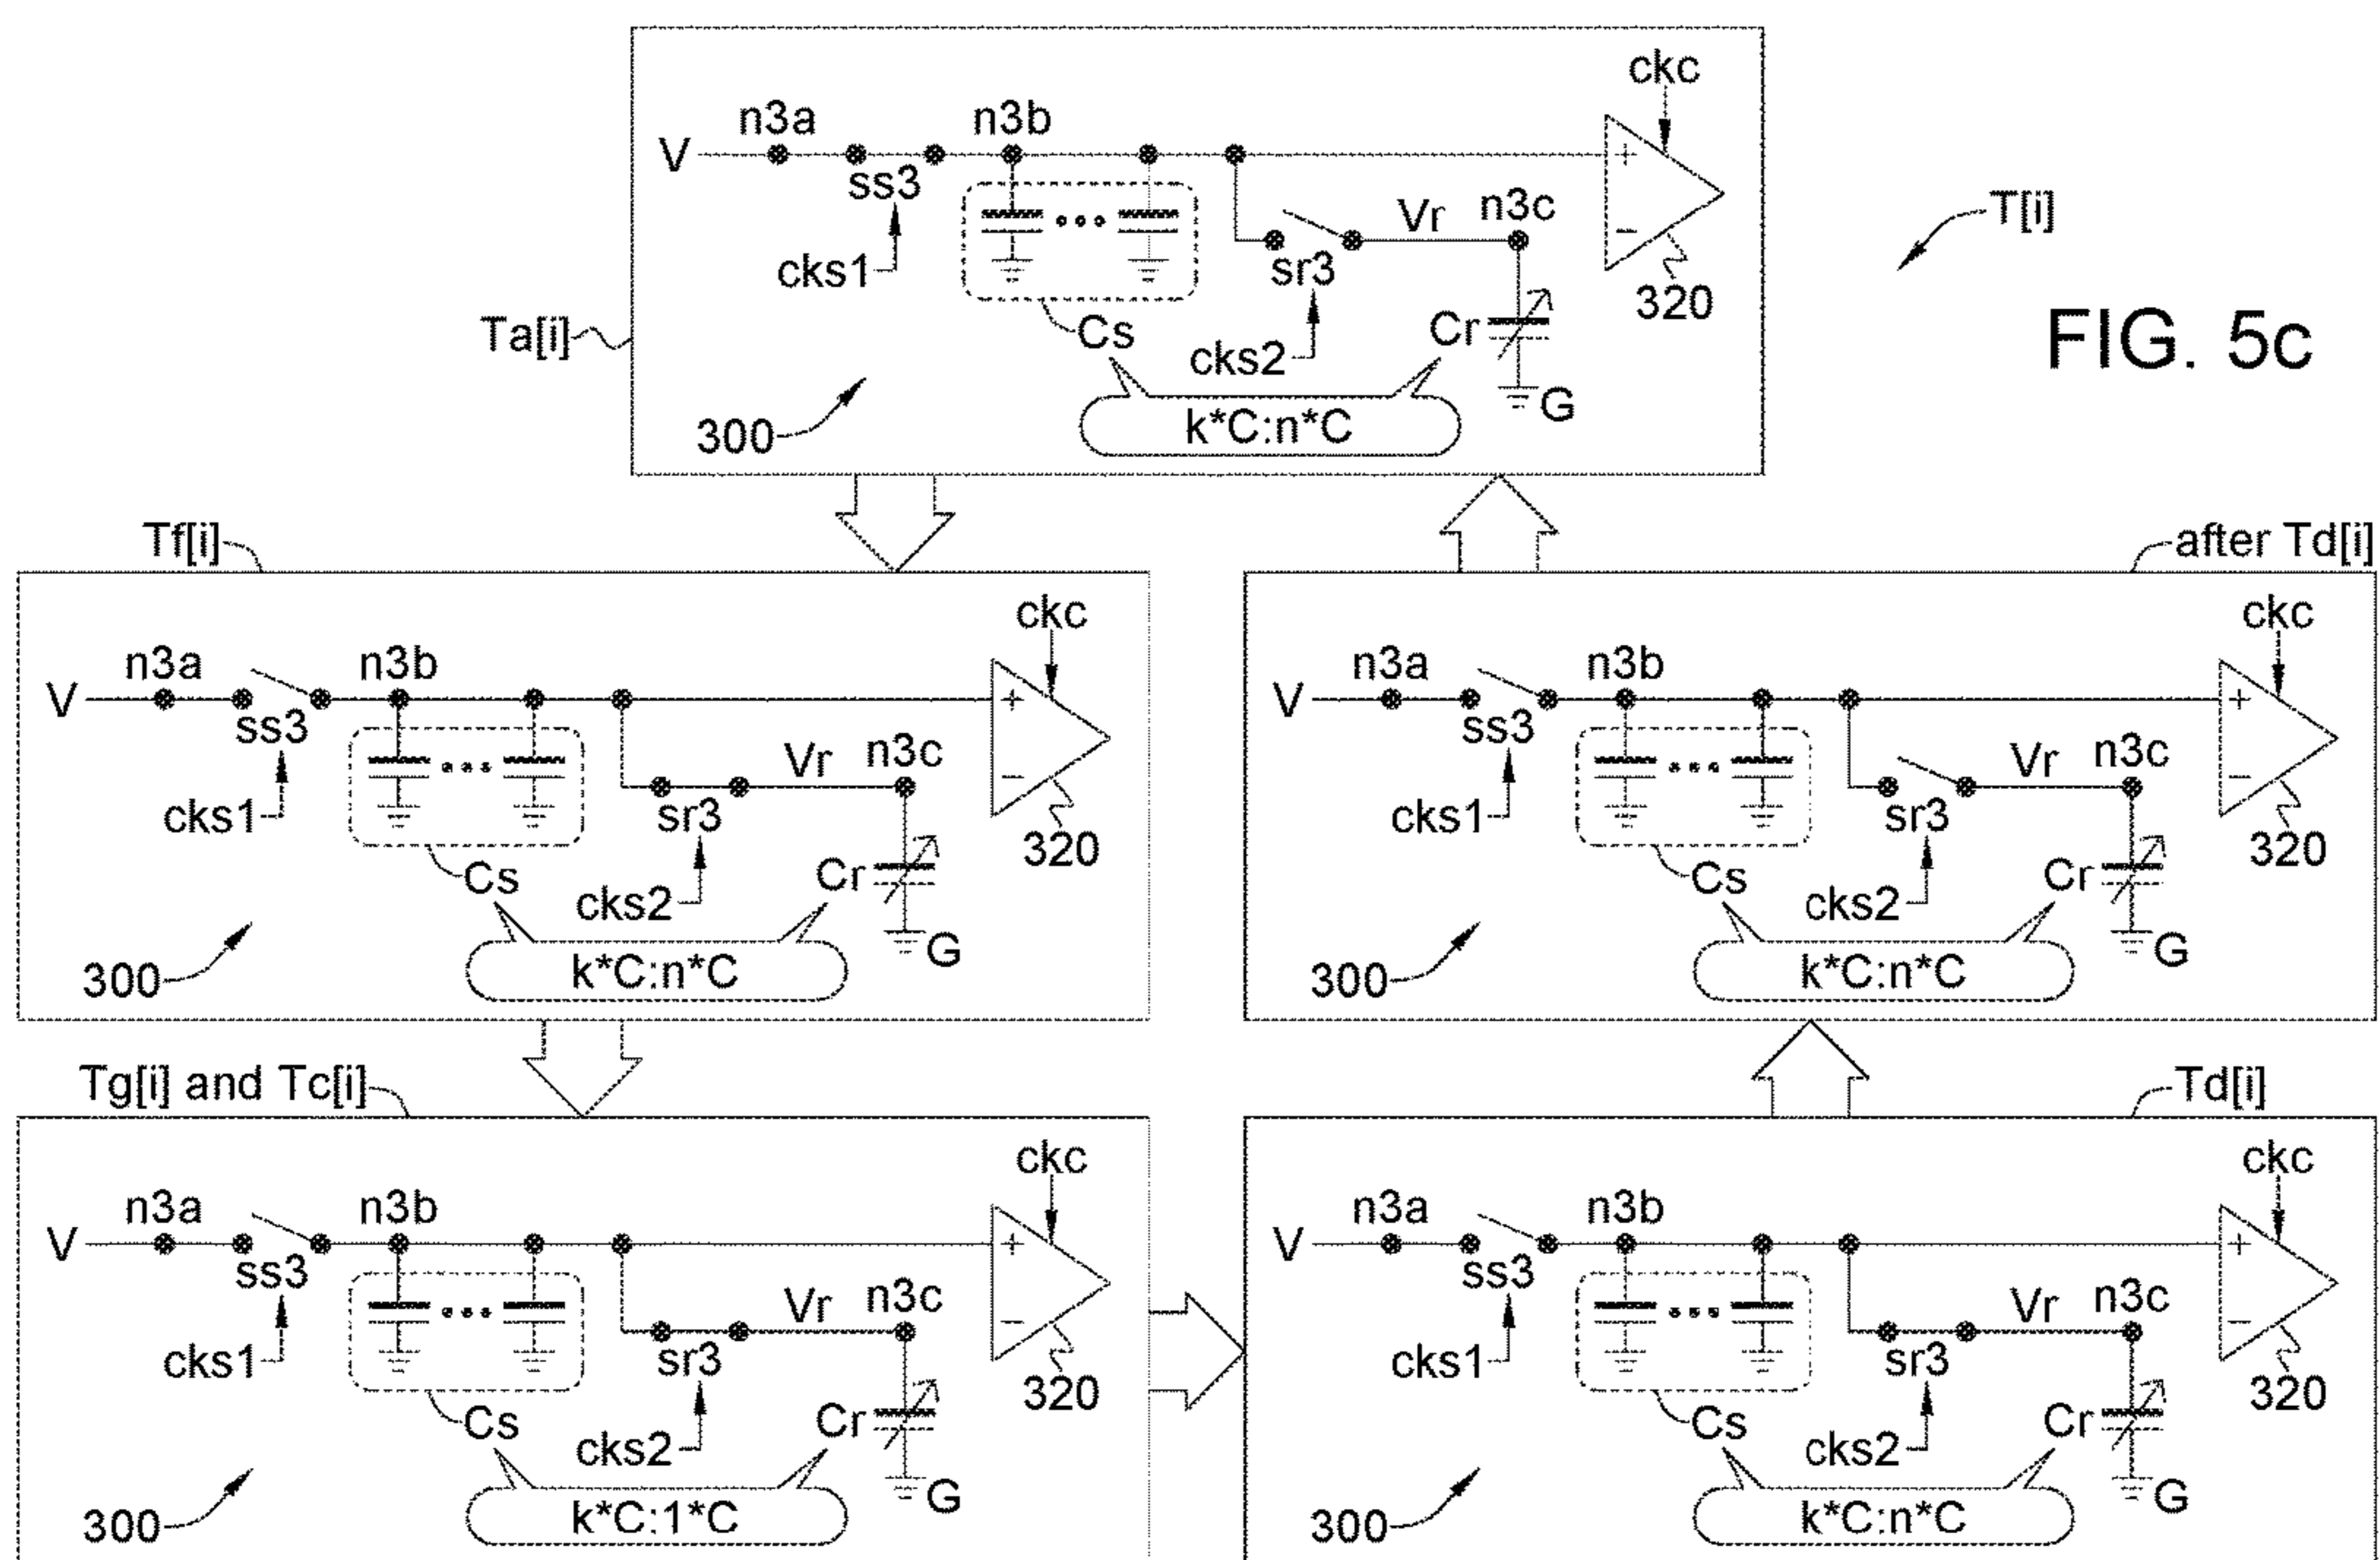 ckc
n3a
n3b
V
+
ss3
Vr
n3c
T[i]
−
cks1
sr3
320
Ta[i]
Cs
Cr
FIG. 5c
cks2
G
300
k*C:n*C
Tf[i]
ckc
n3a
n3b
V
+
ss3
Vr
n3c
−
cks1
sr3
320
Cs
Cr
cks2
G
300
k*C:n*C
after Td[i]
ckc
n3a
n3b
V
+
ss3
Vr
n3c
−
cks1
sr3
320
Cs
Cr
cks2
G
300
k*C:n*C
Tg[i] and Tc[i]
ckc
n3a
n3b
V
+
ss3
Vr
n3c
−
cks1
sr3
320
Cs
Cr
cks2
G
300
k*C:1*C
Td[i]
ckc
n3a
n3b
V
+
ss3
Vr
n3c
−
cks1
sr3
320
Cs
Cr
cks2
G
300
k*C:n*C